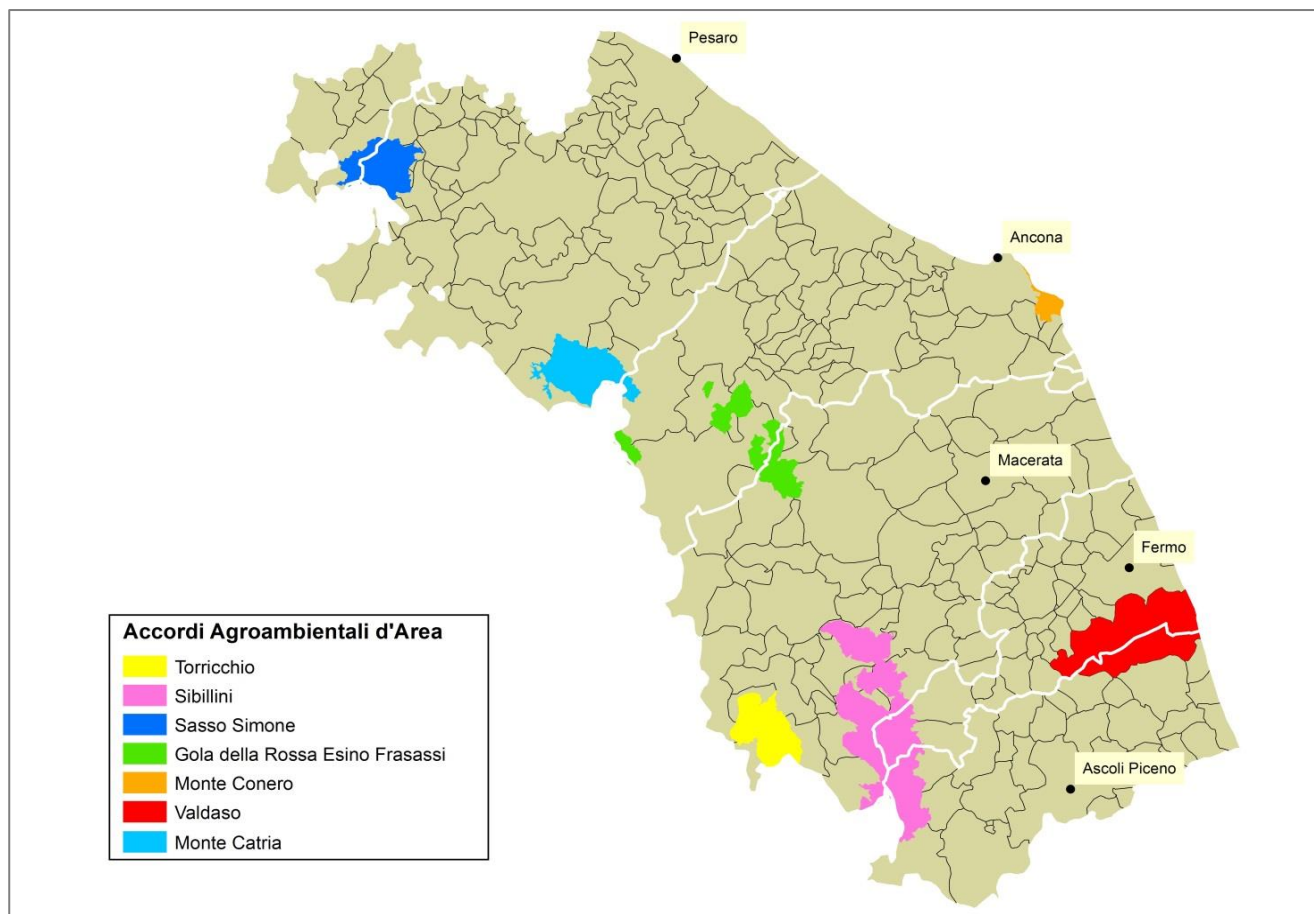 Pesaro
Ancona
Macerata
Fermo
Ascoli Piceno
Accordi Agroambientali d'Area
Torricchio
Sibillini
Sasso Simone
Gola della Rossa Esino Frasassi
Monte Conero
Valdaso
Monte Catria